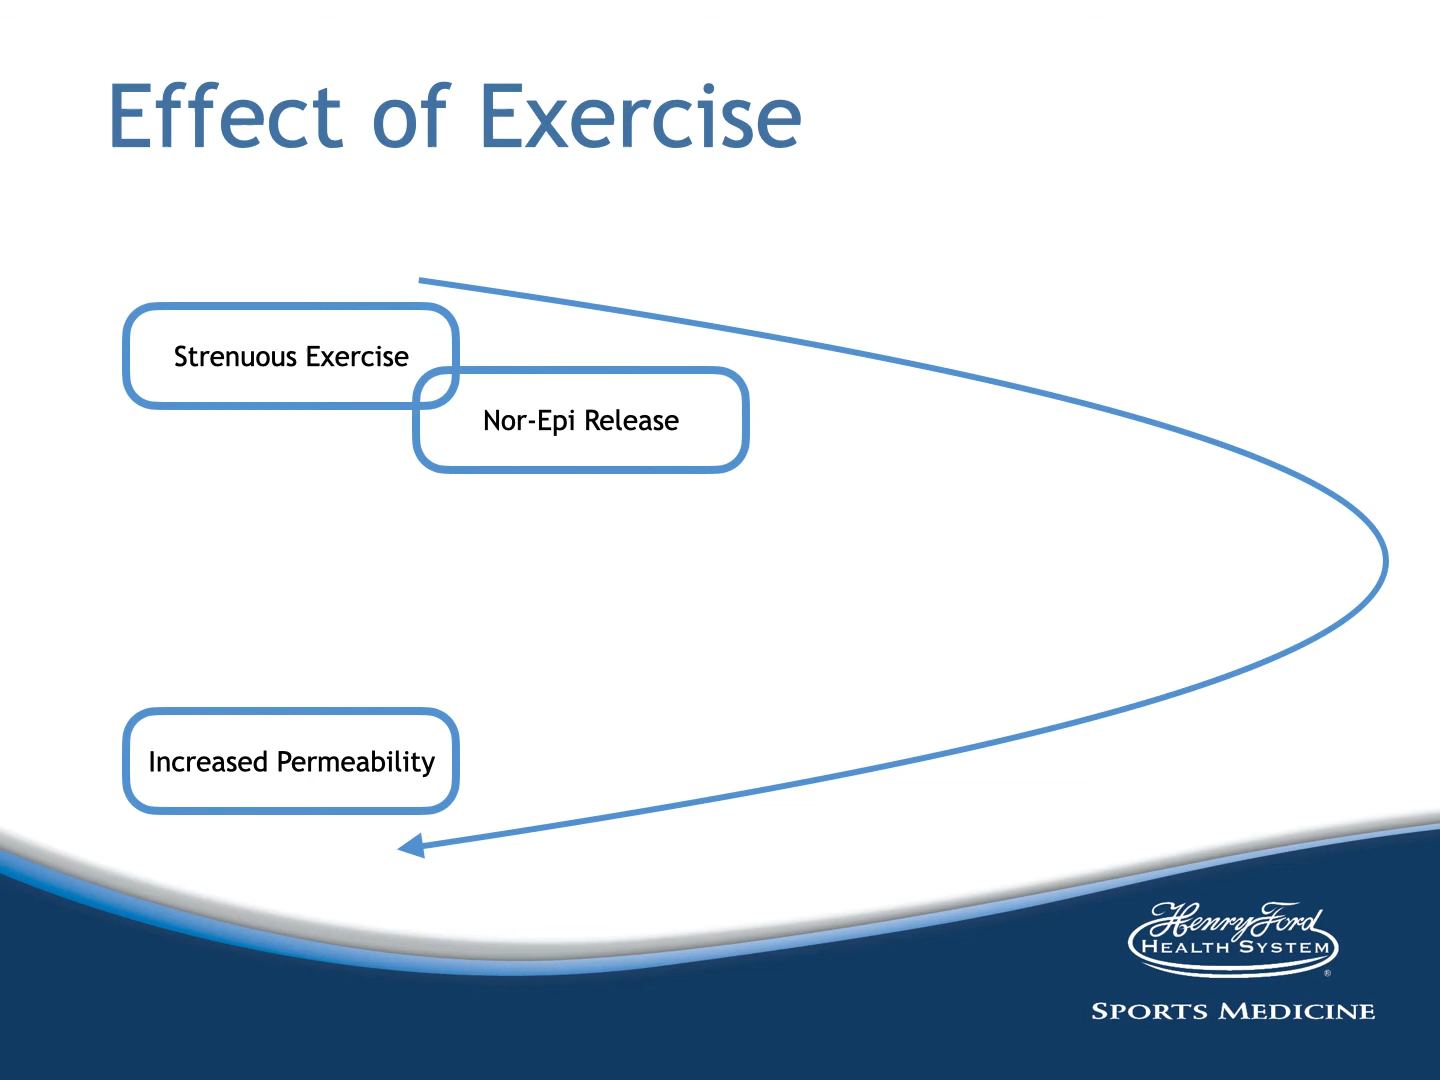 Effect of Exercise
Strenuous Exercise
Nor-Epi Release
Increased Permeability
Henry Ford
HEALTH SYSTEM
®
SPORTS MEDICINE